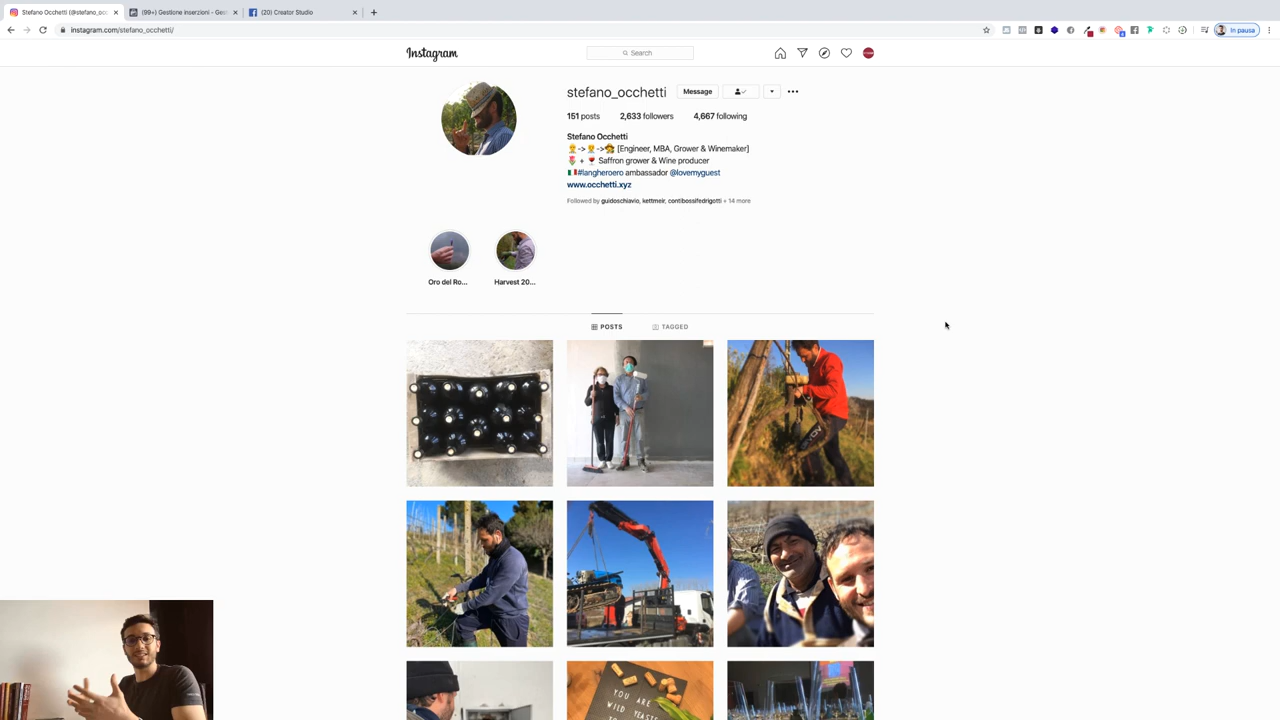 Stefano Occhetti (@stefano_occ
(99+) Gestione inserzioni - Gest
(20) Creator Studio
instagram.com/stefano_occhetti/
In pausa
Instagram
Search
stefano_occhetti
Message
151 posts
2,633 followers
4,667 following
Stefano Occhetti
-> -> [Engineer, MBA, Grower & Winemaker]
+ Saffron grower & Wine producer
#langheroero ambassador @lovemyguest
www.occhetti.xyz
Followed by guidoschiavio, kettmeir, contibossifedrigotti + 14 more
Oro del Ro...
Harvest 20...
POSTS
TAGGED
YOU ARE
WILD YEASTS